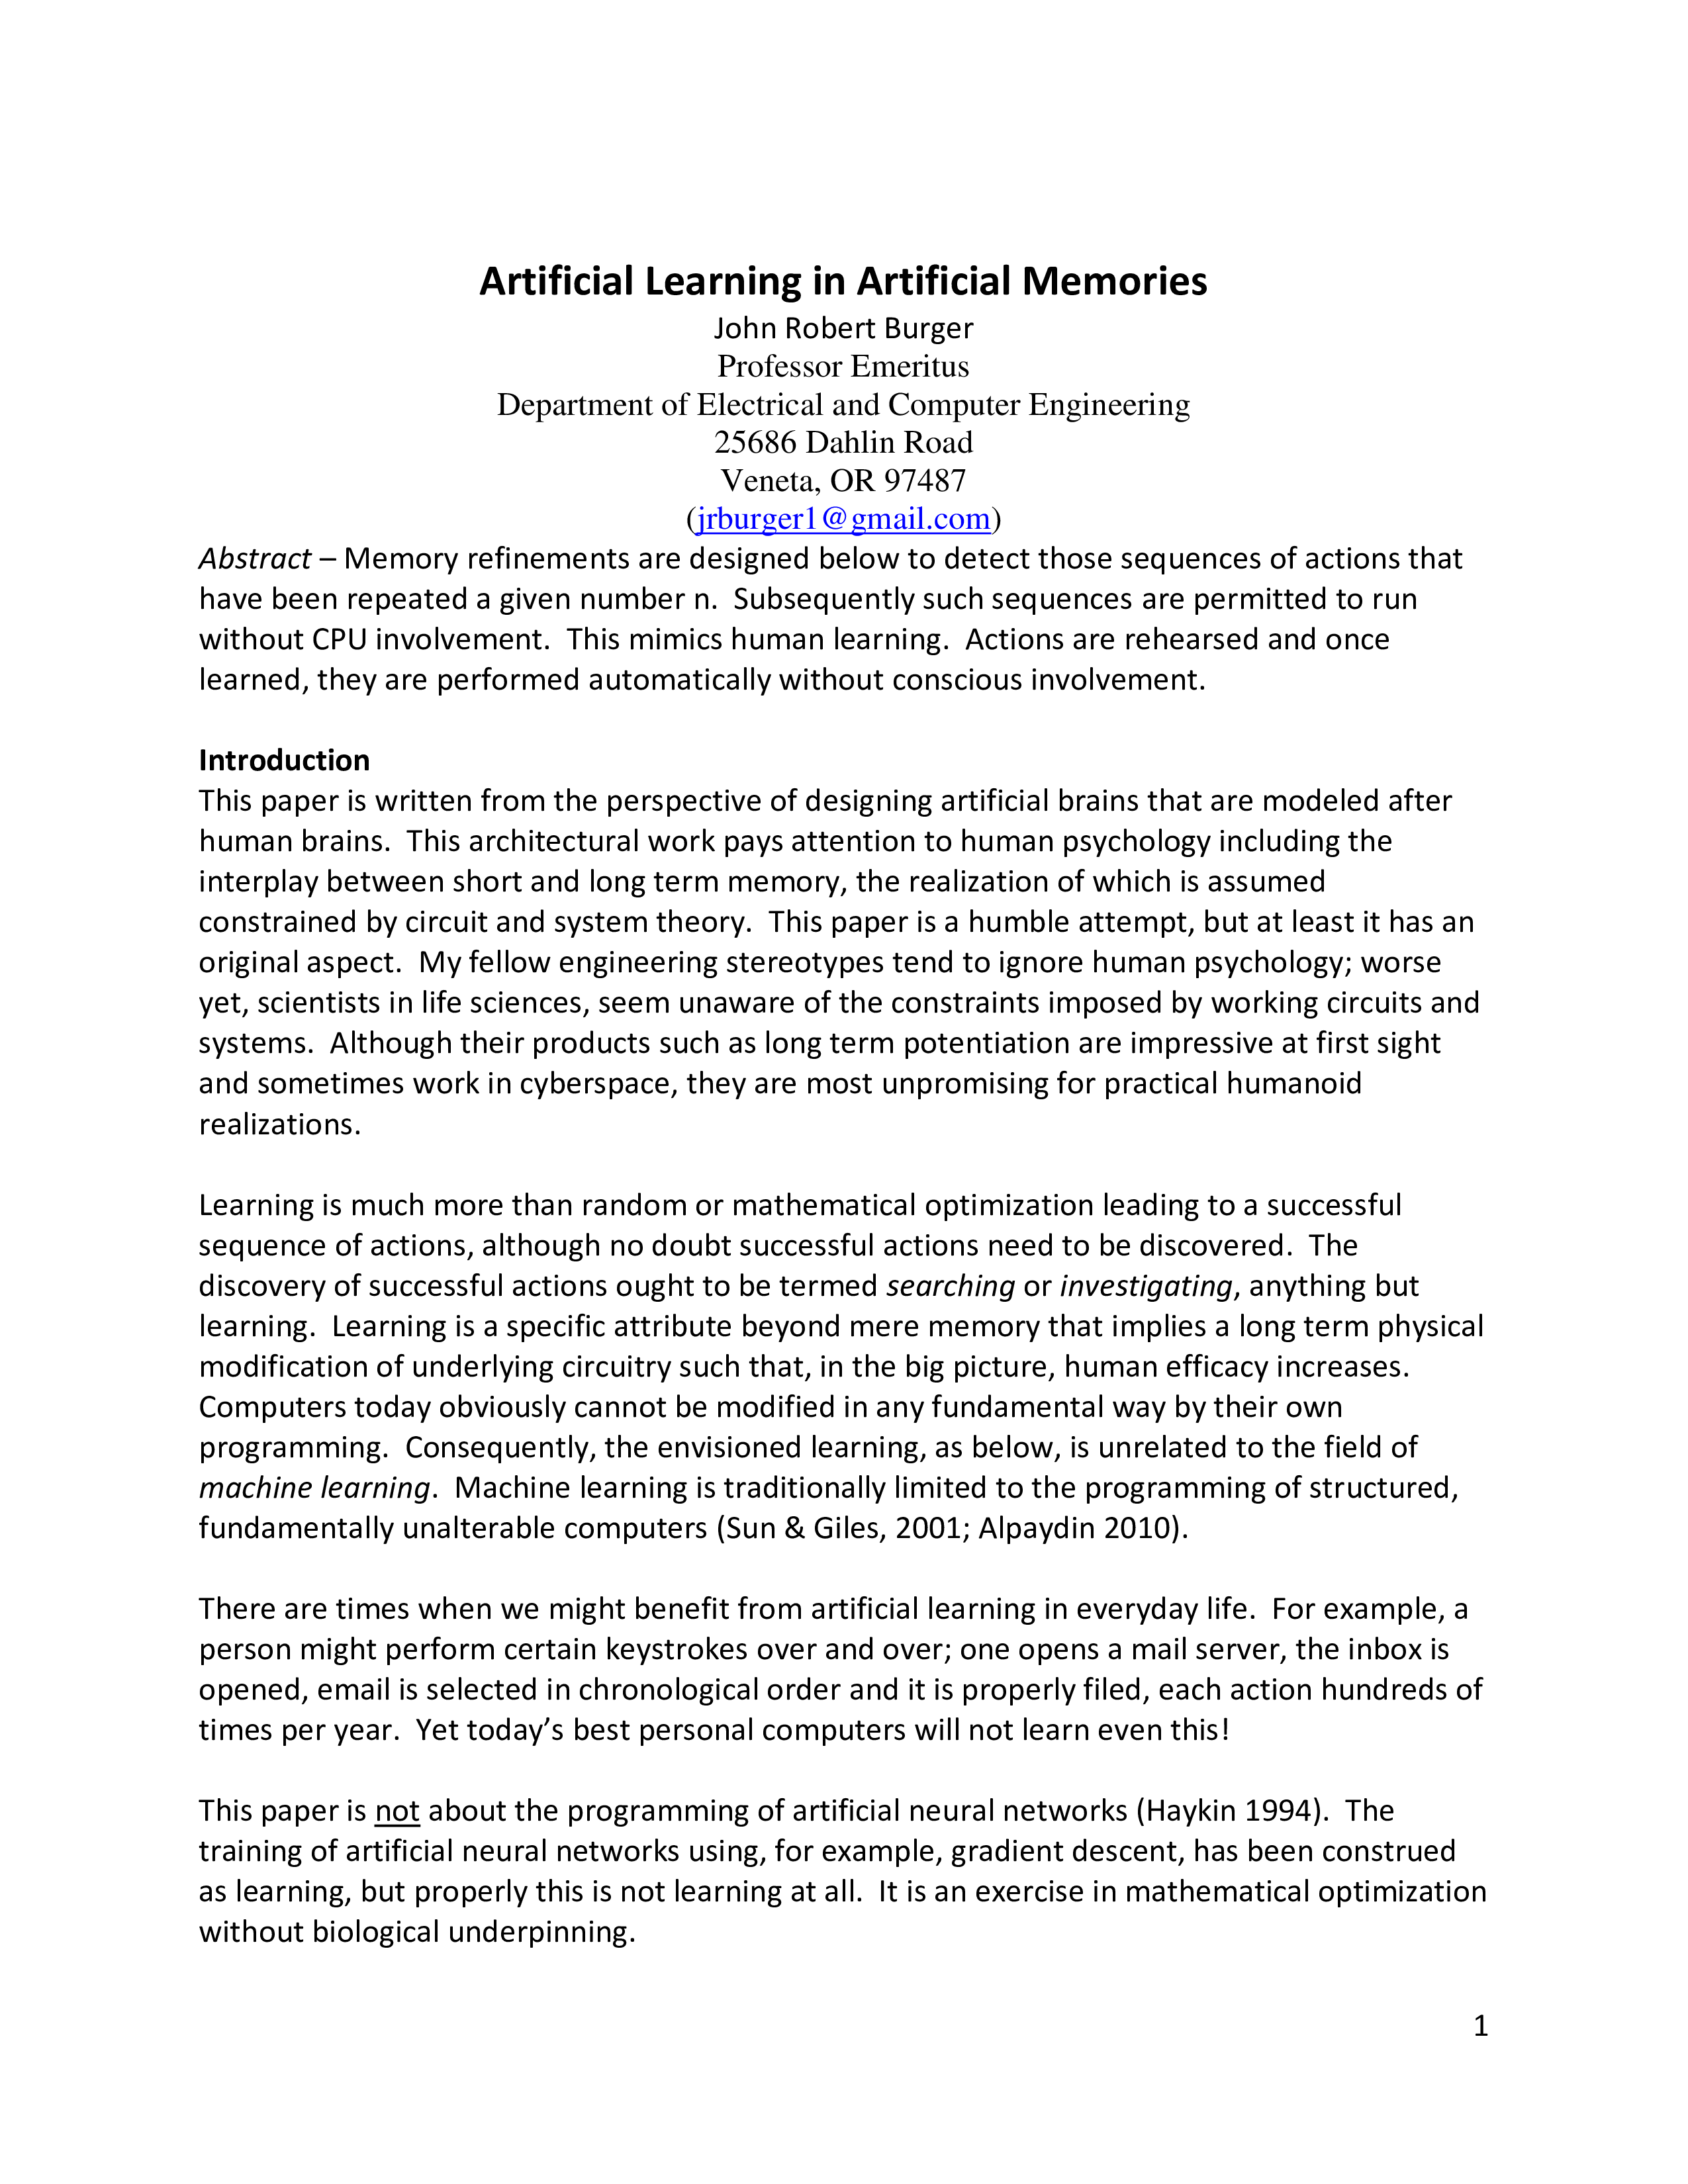 Artificial Learning in Artificial Memories
John Robert Burger
Professor Emeritus
Department of Electrical and Computer Engineering
25686 Dahlin Road
Veneta, OR 97487
(jrburger1@gmail.com)
Abstract – Memory refinements are designed below to detect those sequences of actions that
have been repeated a given number n.  Subsequently such sequences are permitted to run
without CPU involvement.  This mimics human learning.  Actions are rehearsed and once
learned, they are performed automatically without conscious involvement.
Introduction
This paper is written from the perspective of designing artificial brains that are modeled after
human brains.  This architectural work pays attention to human psychology including the
interplay between short and long term memory, the realization of which is assumed
constrained by circuit and system theory.  This paper is a humble attempt, but at least it has an
original aspect.  My fellow engineering stereotypes tend to ignore human psychology; worse
yet, scientists in life sciences, seem unaware of the constraints imposed by working circuits and
systems.  Although their products such as long term potentiation are impressive at first sight
and sometimes work in cyberspace, they are most unpromising for practical humanoid
realizations.
Learning is much more than random or mathematical optimization leading to a successful
sequence of actions, although no doubt successful actions need to be discovered.  The
discovery of successful actions ought to be termed searching or investigating, anything but
learning.  Learning is a specific attribute beyond mere memory that implies a long term physical
modification of underlying circuitry such that, in the big picture, human efficacy increases.
Computers today obviously cannot be modified in any fundamental way by their own
programming.  Consequently, the envisioned learning, as below, is unrelated to the field of
machine learning.  Machine learning is traditionally limited to the programming of structured,
fundamentally unalterable computers (Sun & Giles, 2001; Alpaydin 2010).
There are times when we might benefit from artificial learning in everyday life.  For example, a
person might perform certain keystrokes over and over; one opens a mail server, the inbox is
opened, email is selected in chronological order and it is properly filed, each action hundreds of
times per year.  Yet today’s best personal computers will not learn even this!
This paper is not about the programming of artificial neural networks (Haykin 1994).  The
training of artificial neural networks using, for example, gradient descent, has been construed
as learning, but properly this is not learning at all.  It is an exercise in mathematical optimization
without biological underpinning.
1